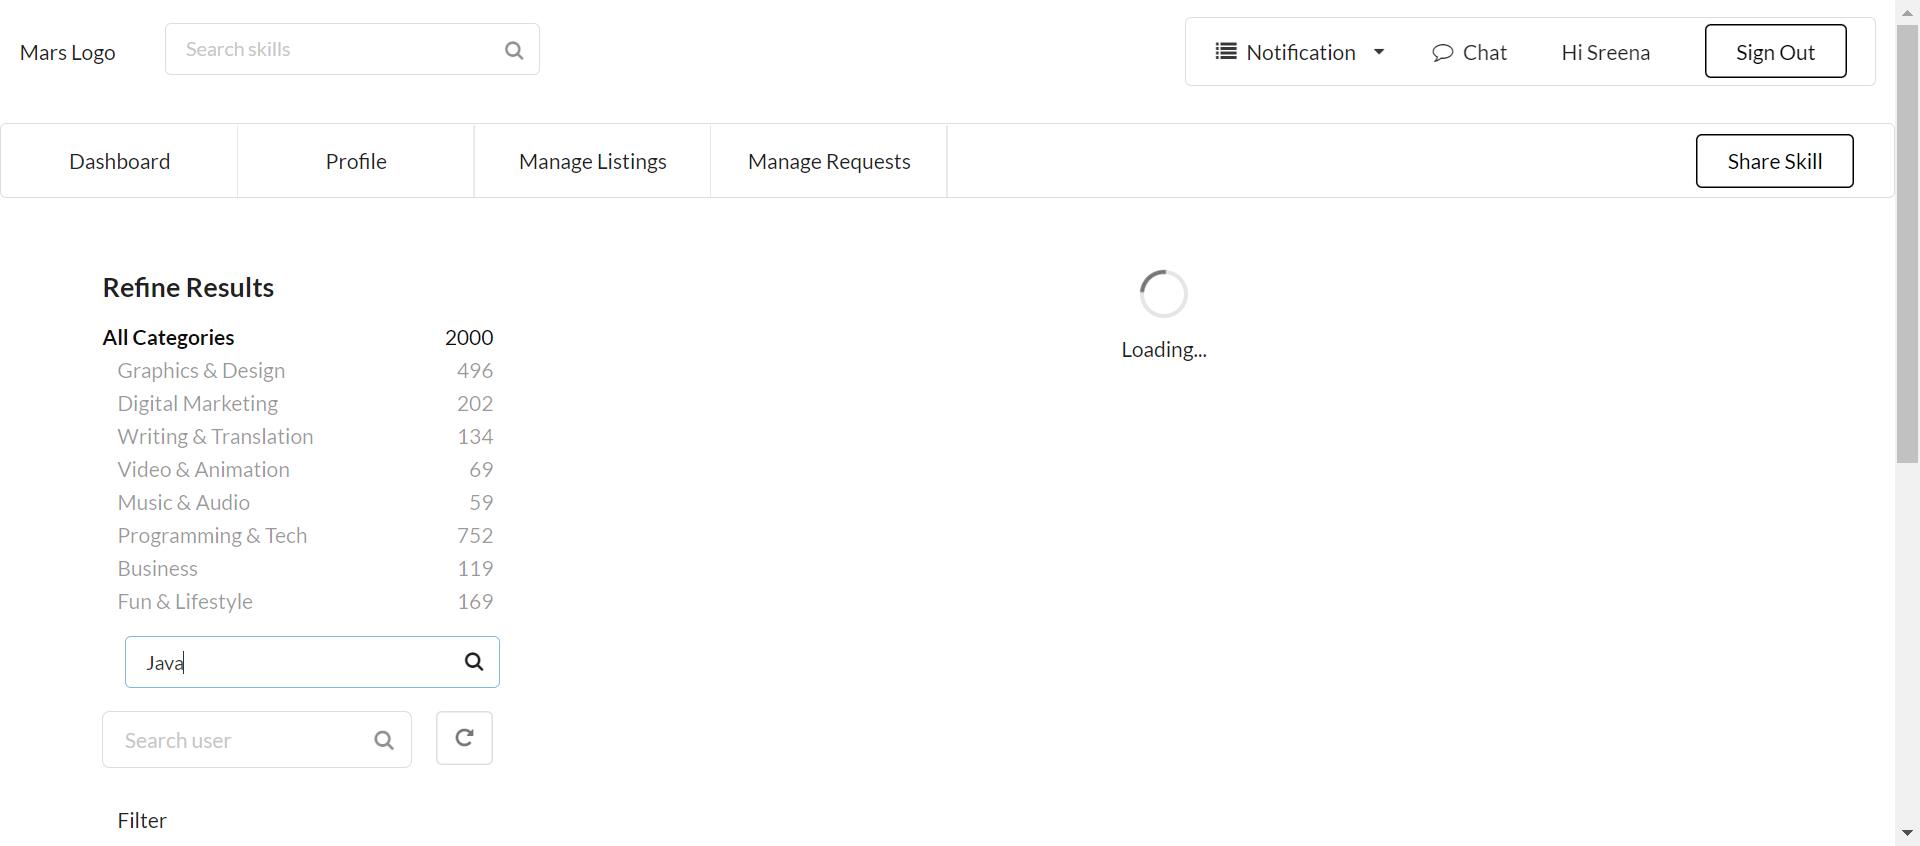 Mars Logo
Search skills
Notification
Chat
Hi Sreena
Sign Out
Dashboard
Profile
Manage Listings
Manage Requests
Share Skill
Refine Results
All Categories 2000
Graphics & Design 496
Digital Marketing 202
Writing & Translation 134
Video & Animation 69
Music & Audio 59
Programming & Tech 752
Business 119
Fun & Lifestyle 169
Java
Search user
Filter
Loading...